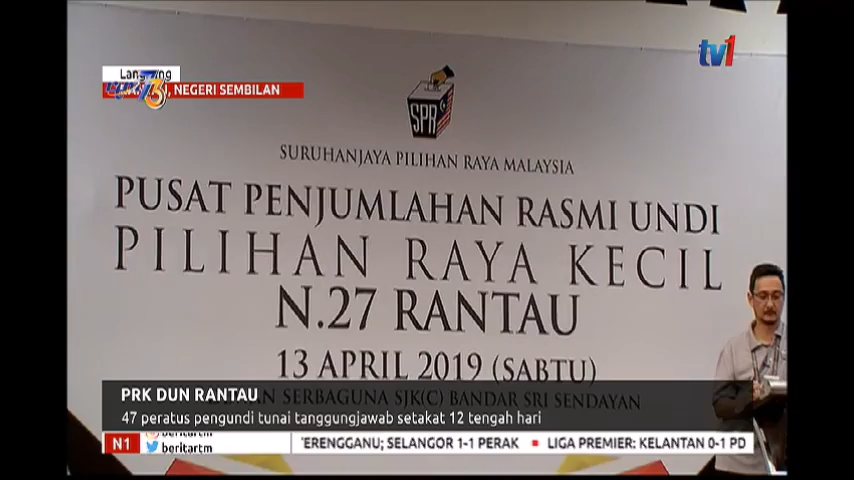 tv1
Langsung
NEGERI SEMBILAN
SPR
SURUHANJAYA PILIHAN RAYA MALAYSIA
PUSAT PENJUMLAHAN RASMI UNDI
PILIHAN RAYA KECIL
N.27 RANTAU
13 APRIL 2019 (SABTU)
SERBAGUNA SJK(C) BANDAR SRI SENDAYAN
PRK DUN RANTAU
47 peratus pengundi tunai tanggungjawab setakat 12 tengah hari
N1
beritartm
beritartm
ERENGGANU; SELANGOR 1-1 PERAK ▪ LIGA PREMIER: KELANTAN 0-1 PD